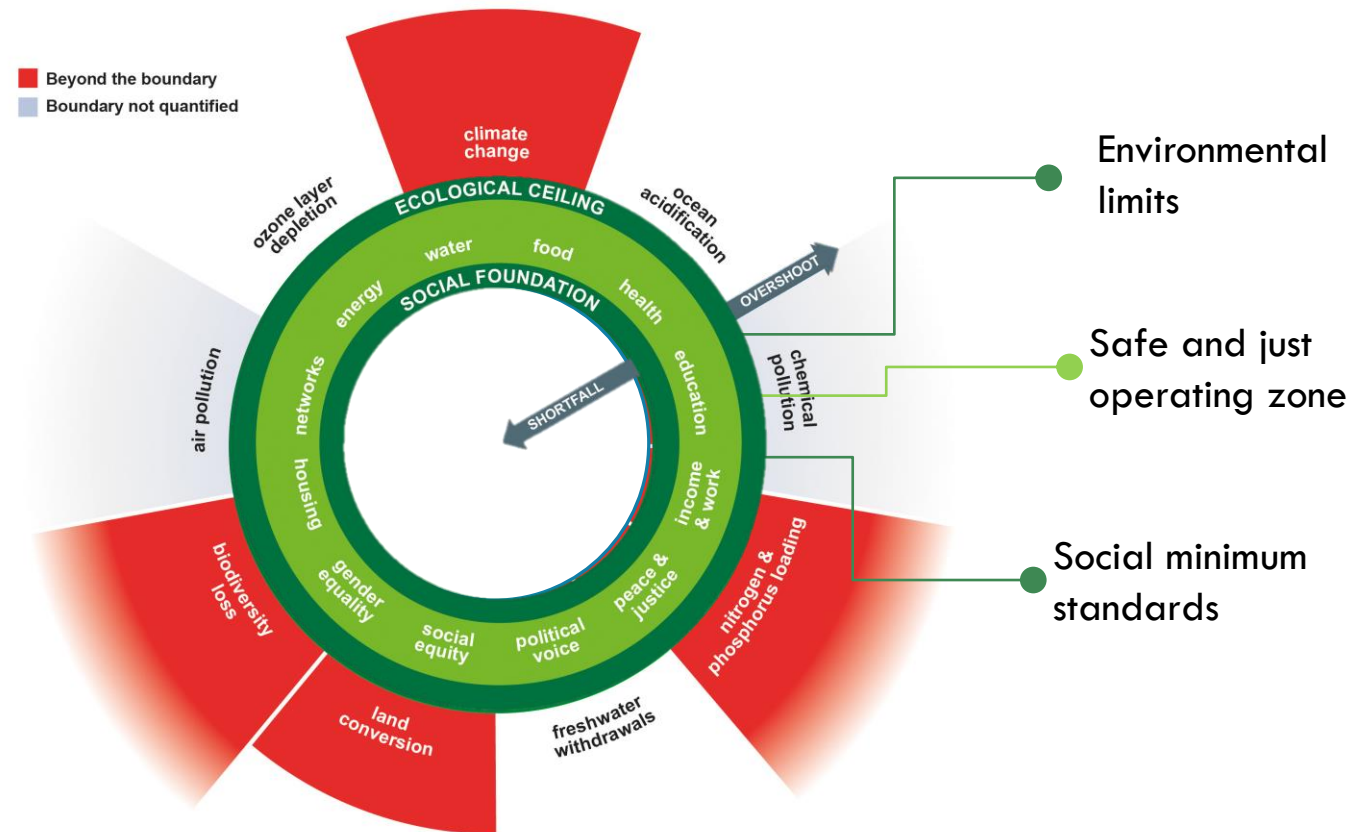 Beyond the boundary
Boundary not quantified
climate
change
ozone layer
depletion
ECOLOGICAL CEILING
ocean
acidification
OVERSHOOT
water
food
energy
health
SOCIAL FOUNDATION
SHORTFALL
networks
education
air pollution
chemical
pollution
housing
income
& work
gender
equality
peace &
justice
social
equity
political
voice
biodiversity
loss
nitrogen &
phosphorus loading
land
conversion
freshwater
withdrawals
Environmental
limits
Safe and just
operating zone
Social minimum
standards